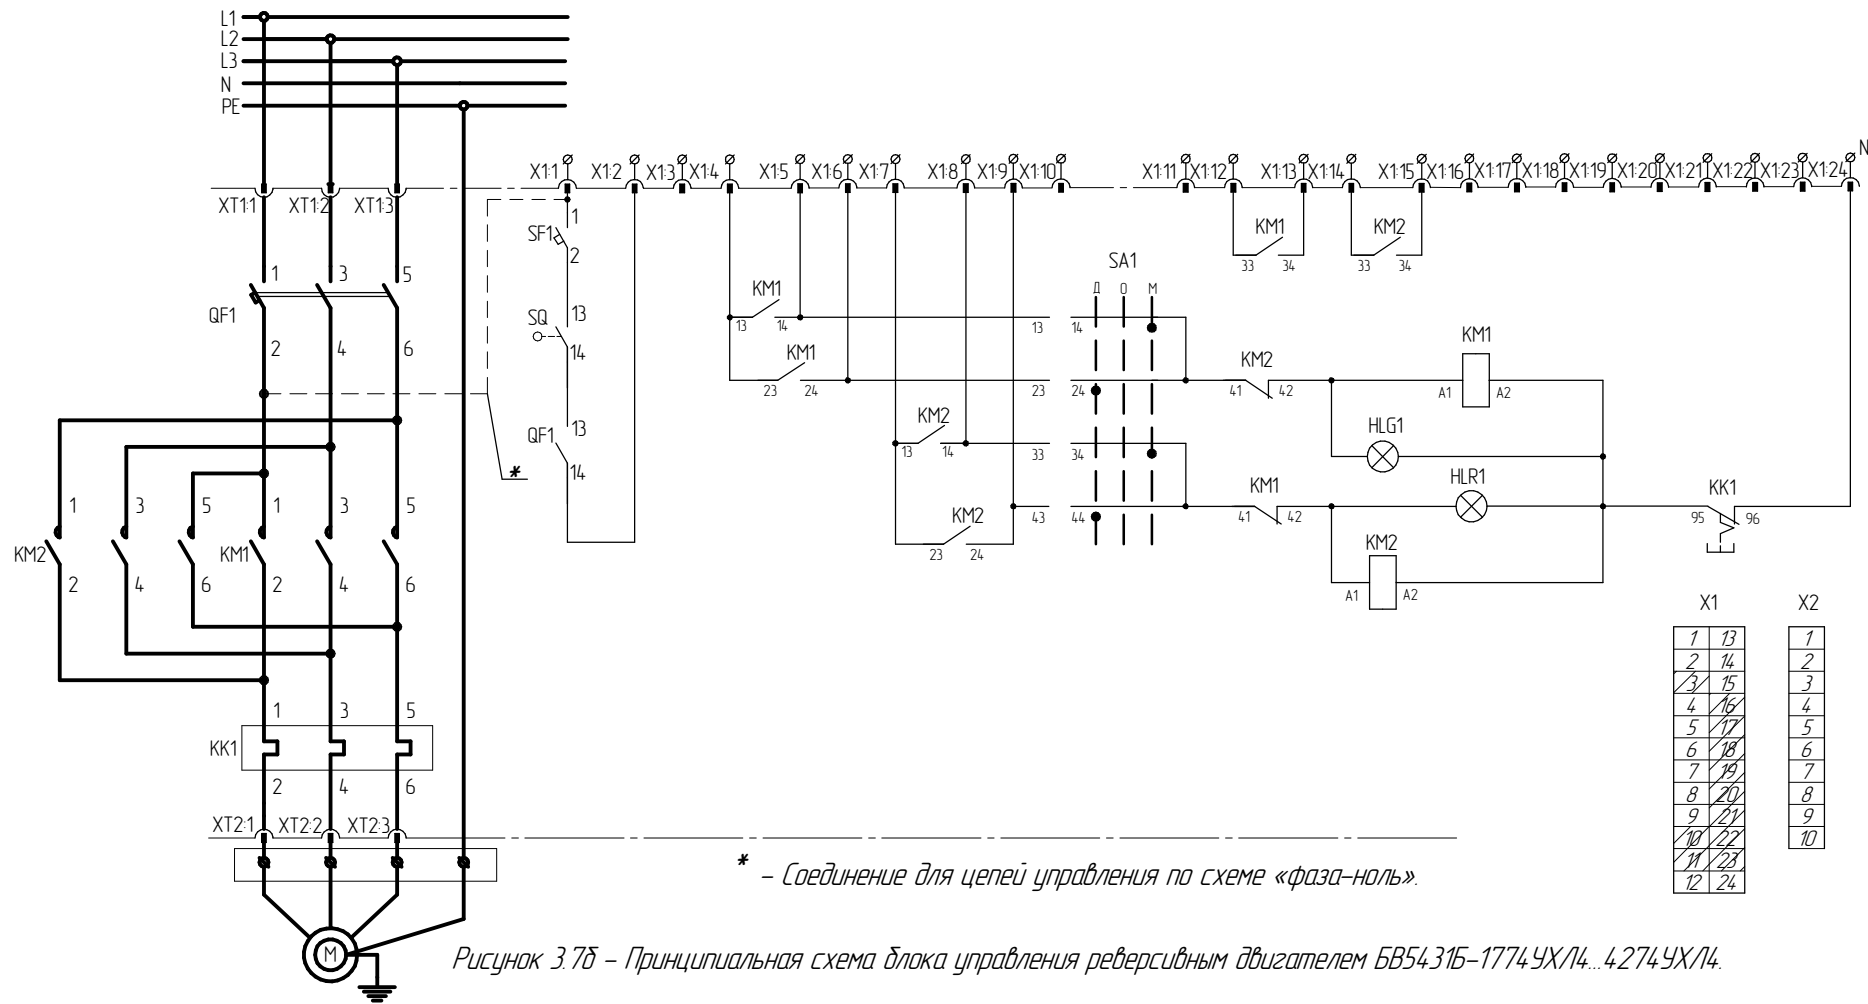 L1
L2
L3
N
PE
X1:1 X1:2 X1:3 X1:4 X1:5 X1:6 X1:7 X1:8 X1:9 X1:10 X1:11 X1:12 X1:13 X1:14 X1:15 X1:16 X1:17 X1:18 X1:19 X1:20 X1:21 X1:22 X1:23 X1:24 N
XT1:1 XT1:2 XT1:3
1
SF1
2
KM1
33 34
KM2
33 34
SA1
Д О М
1 3 5
QF1
2 4 6
13
SQ
14
KM1
13 14
13 14
KM1
23 24
23 24
KM2
41 42
KM1
A1 A2
HLG1
13
QF1
14
*
KM2
13 14
33 34
HLR1
KM2
23 24
43 44
KM1
41 42
KM2
A1 A2
KK1
95 96
1 3 5 1 3 5
KM2 KM1
2 4 6 2 4 6
X1 X2
1 13 1
2 14 2
3 15 3
4 16 4
5 17 5
6 18 6
7 19 7
8 20 8
9 21 9
10 22 10
11 23
12 24
1 3 5
KK1
2 4 6
XT2:1 XT2:2 XT2:3
M
* – Соединение для цепей управления по схеме «фаза-ноль».
Рисунок 3.7б – Принципиальная схема блока управления реверсивным двигателем БВ5431Б-1774УХЛ4...4274УХЛ4.